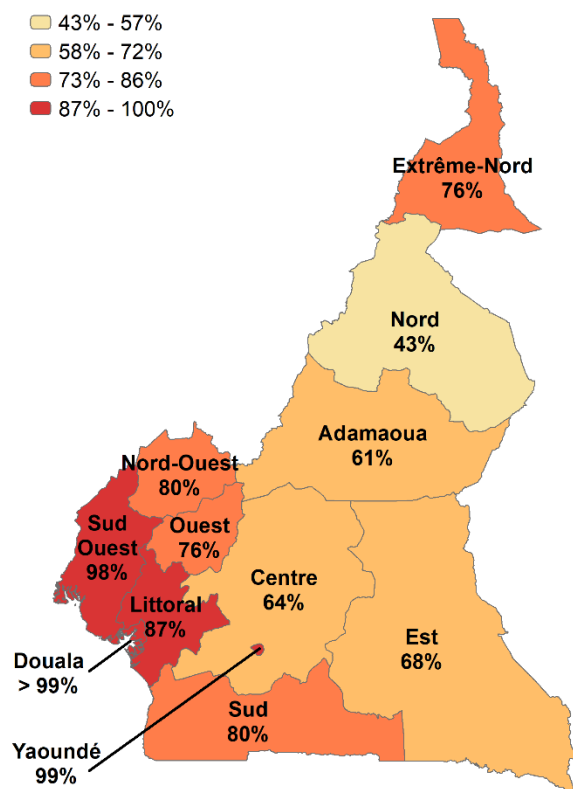 43% - 57%
58% - 72%
73% - 86%
87% - 100%
Extrême-Nord
76%
Nord
43%
Adamaoua
61%
Nord-Ouest
80%
Ouest
76%
Sud
Ouest
98%
Centre
64%
Littoral
87%
Est
68%
Douala
> 99%
Sud
80%
Yaoundé
99%